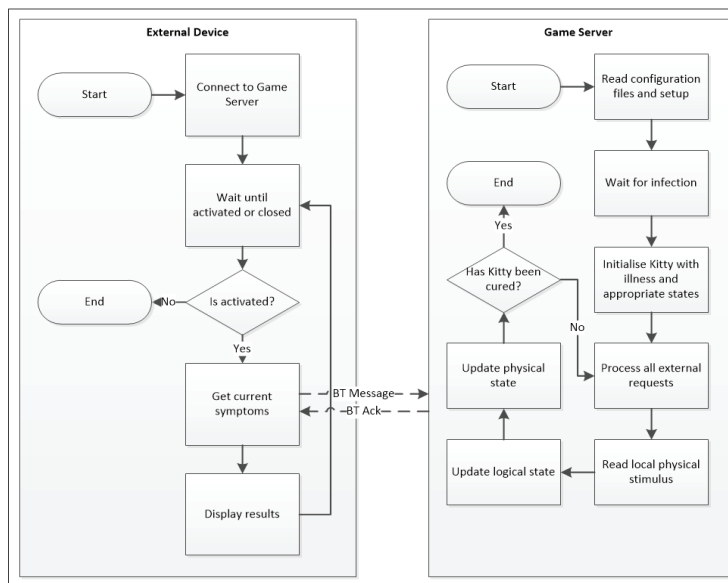 External Device
Start
Connect to Game
Server
Wait until
activated or closed
Is activated?
No
End
Yes
Get current
symptoms
BT Message
BT Ack
Display results
Game Server
Start
Read configuration
files and setup
Wait for infection
Initialise Kitty with
illness and
appropriate states
Process all external
requests
Read local physical
stimulus
Update logical state
Update physical
state
Has Kitty been
cured?
No
Yes
End